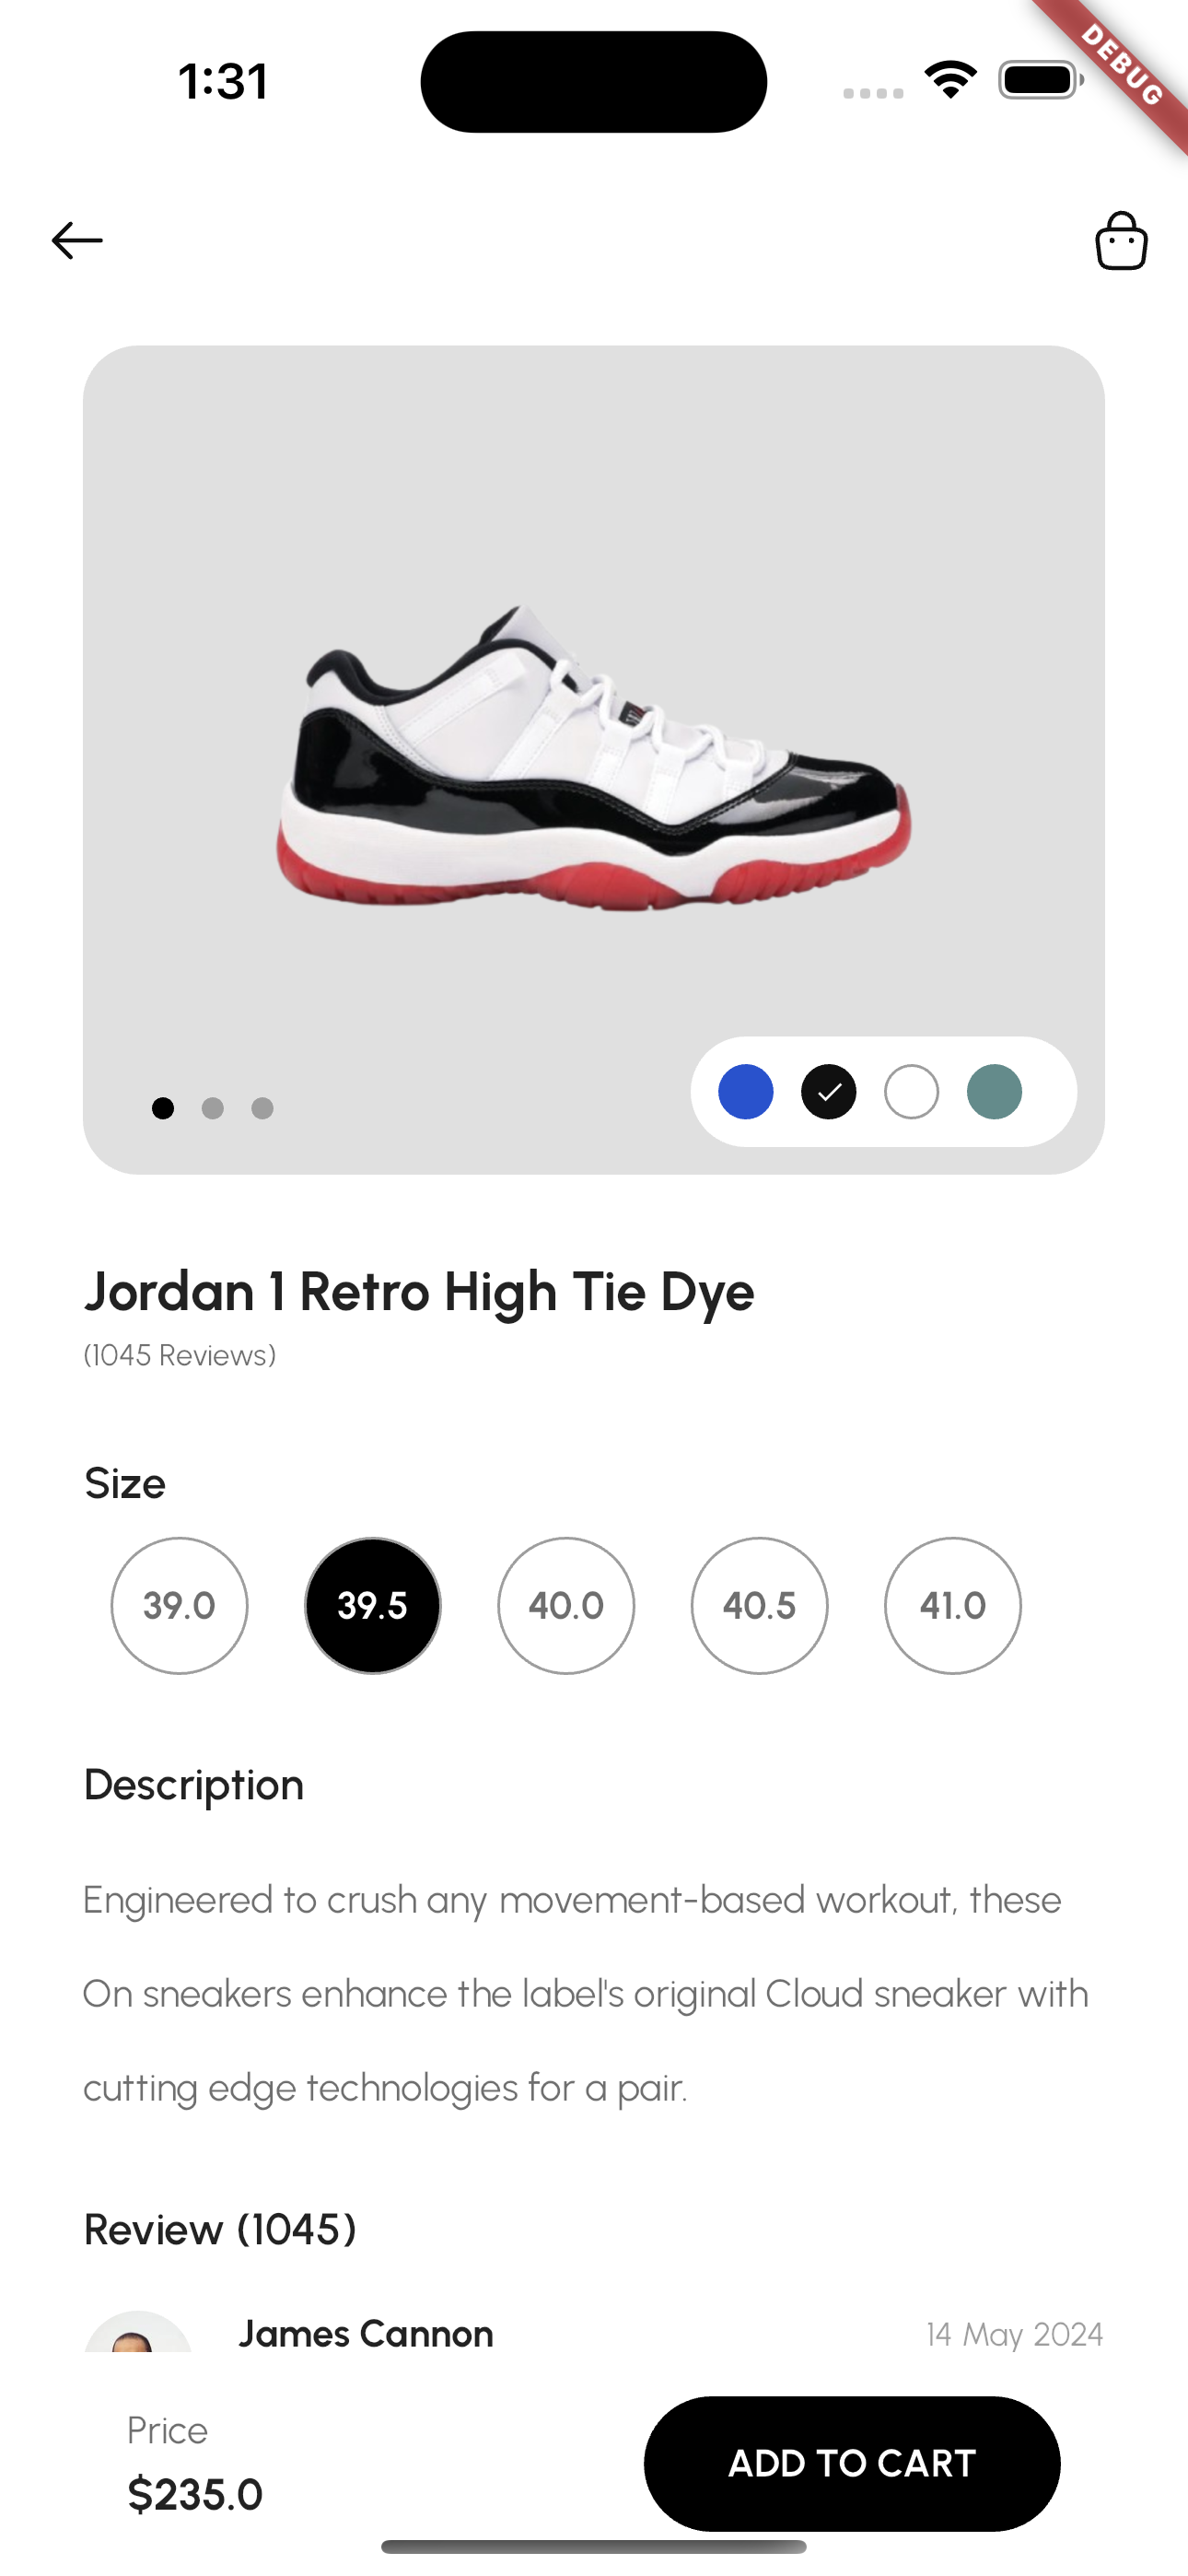 1:31
DEBUG
Jordan 1 Retro High Tie Dye
(1045 Reviews)
Size
39.0 39.5 40.0 40.5 41.0
Description
Engineered to crush any movement-based workout, these
On sneakers enhance the label's original Cloud sneaker with
cutting edge technologies for a pair.
Review (1045)
James Cannon 14 May 2024
Price
$235.0
ADD TO CART